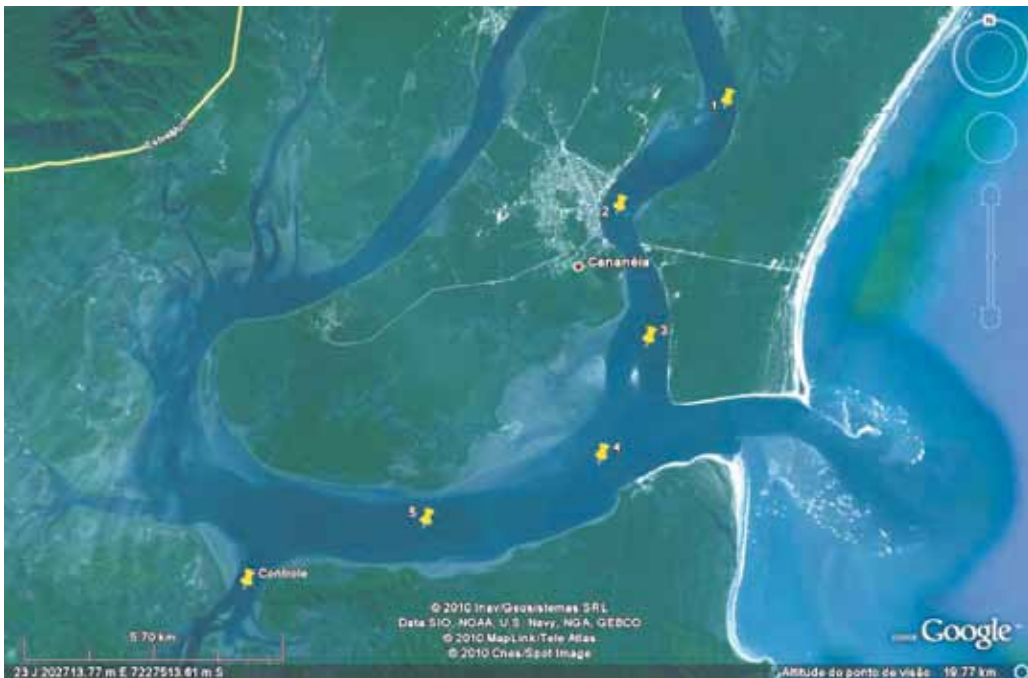 N
1
2
Cananéia
3
4
5
Controle
5.70 km
© 2010 Inav/Geosistemas SRL
Data SIO, NOAA, U.S. Navy, NGA, GEBCO
© 2010 MapLink/Tele Atlas
© 2010 Cnes/Spot Image
Google
23 J 202713.77 m E 7227513.61 m S
Altitude do ponto de visão 19.77 km